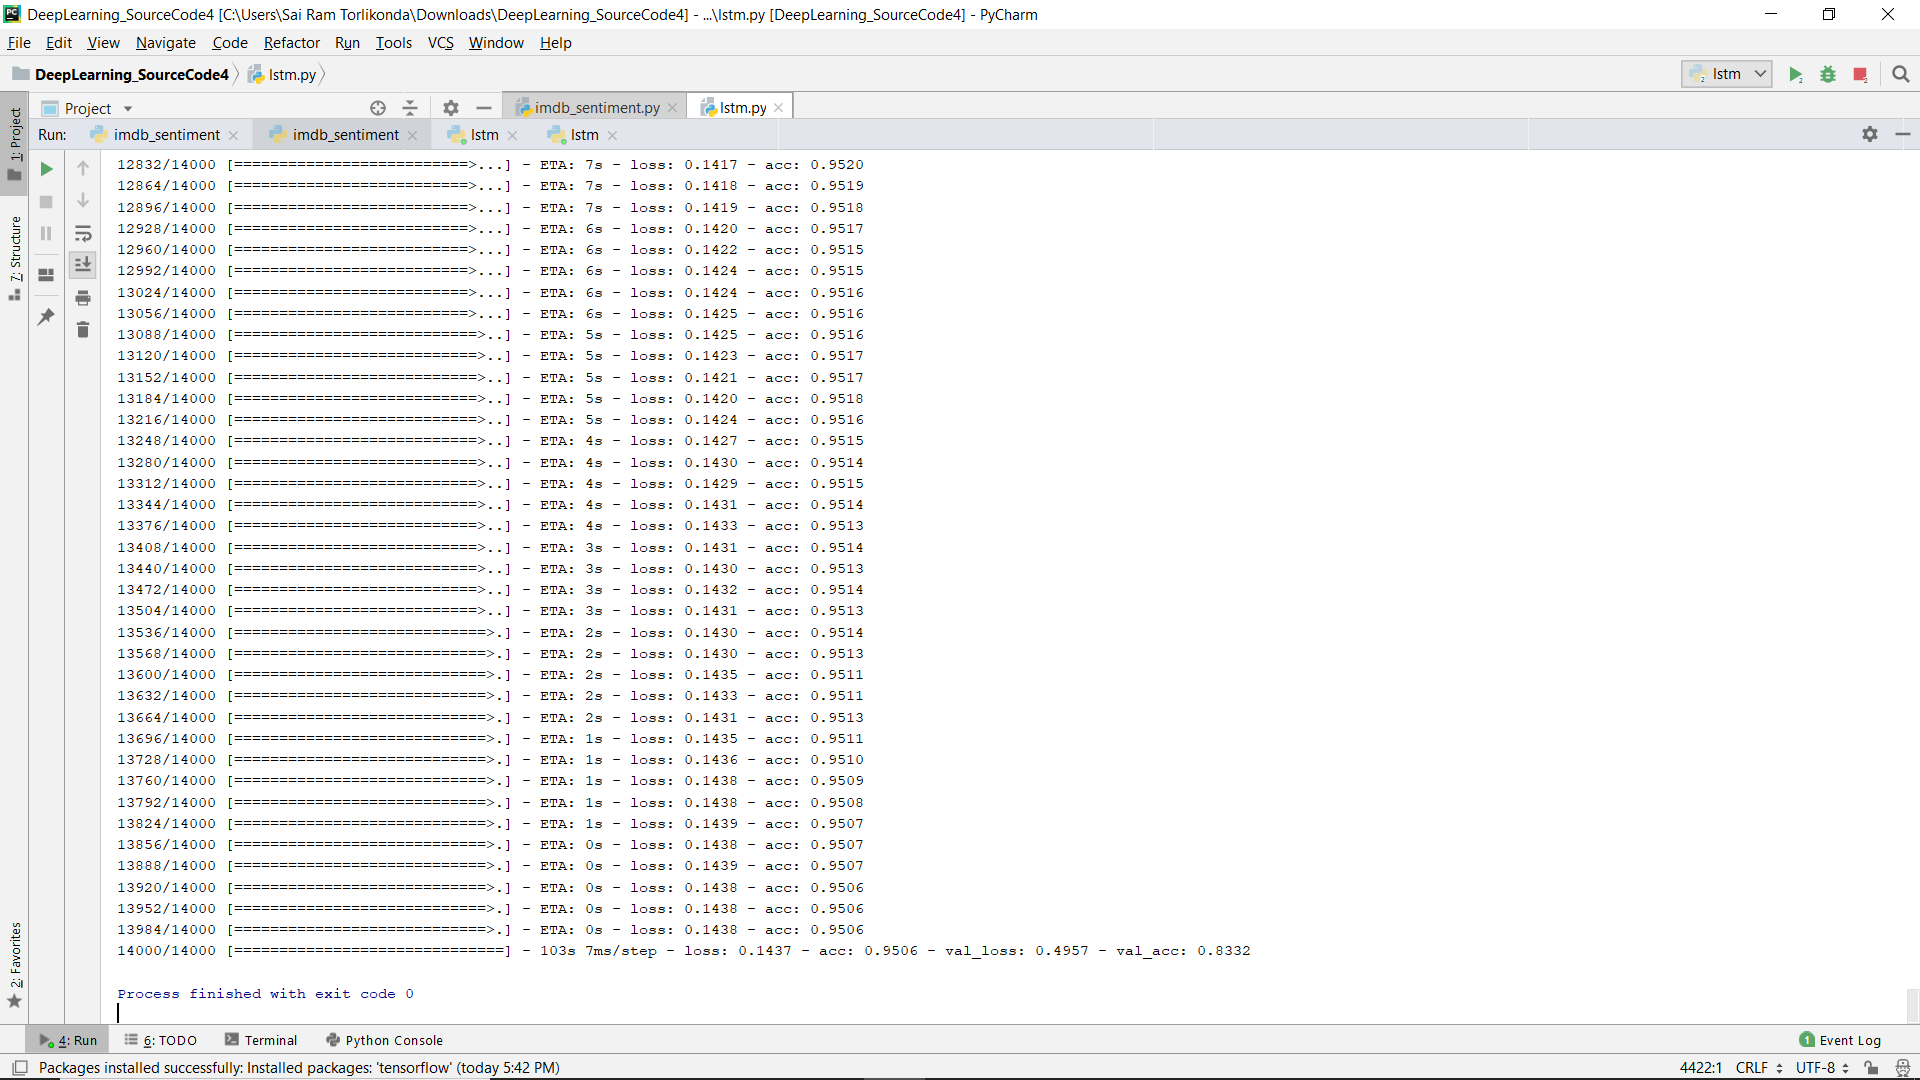 DeepLearning_SourceCode4 [C:\Users\Sai Ram Torlikonda\Downloads\DeepLearning_SourceCode4] - ...\lstm.py [DeepLearning_SourceCode4] - PyCharm
File Edit View Navigate Code Refactor Run Tools VCS Window Help
DeepLearning_SourceCode4 lstm.py lstm
Project imdb_sentiment.py lstm.py
Run: imdb_sentiment imdb_sentiment lstm lstm
1: Project
7: Structure
2: Favorites
12832/14000 [==========================>...] - ETA: 7s - loss: 0.1417 - acc: 0.9520
12864/14000 [==========================>...] - ETA: 7s - loss: 0.1418 - acc: 0.9519
12896/14000 [==========================>...] - ETA: 7s - loss: 0.1419 - acc: 0.9518
12928/14000 [==========================>...] - ETA: 6s - loss: 0.1420 - acc: 0.9517
12960/14000 [==========================>...] - ETA: 6s - loss: 0.1422 - acc: 0.9515
12992/14000 [==========================>...] - ETA: 6s - loss: 0.1424 - acc: 0.9515
13024/14000 [==========================>...] - ETA: 6s - loss: 0.1424 - acc: 0.9516
13056/14000 [==========================>...] - ETA: 6s - loss: 0.1425 - acc: 0.9516
13088/14000 [===========================>..] - ETA: 5s - loss: 0.1425 - acc: 0.9516
13120/14000 [===========================>..] - ETA: 5s - loss: 0.1423 - acc: 0.9517
13152/14000 [===========================>..] - ETA: 5s - loss: 0.1421 - acc: 0.9517
13184/14000 [===========================>..] - ETA: 5s - loss: 0.1420 - acc: 0.9518
13216/14000 [===========================>..] - ETA: 5s - loss: 0.1424 - acc: 0.9516
13248/14000 [===========================>..] - ETA: 4s - loss: 0.1427 - acc: 0.9515
13280/14000 [===========================>..] - ETA: 4s - loss: 0.1430 - acc: 0.9514
13312/14000 [===========================>..] - ETA: 4s - loss: 0.1429 - acc: 0.9515
13344/14000 [===========================>..] - ETA: 4s - loss: 0.1431 - acc: 0.9514
13376/14000 [===========================>..] - ETA: 4s - loss: 0.1433 - acc: 0.9513
13408/14000 [===========================>..] - ETA: 3s - loss: 0.1431 - acc: 0.9514
13440/14000 [===========================>..] - ETA: 3s - loss: 0.1430 - acc: 0.9513
13472/14000 [===========================>..] - ETA: 3s - loss: 0.1432 - acc: 0.9514
13504/14000 [===========================>..] - ETA: 3s - loss: 0.1431 - acc: 0.9513
13536/14000 [============================>.] - ETA: 2s - loss: 0.1430 - acc: 0.9514
13568/14000 [============================>.] - ETA: 2s - loss: 0.1430 - acc: 0.9513
13600/14000 [============================>.] - ETA: 2s - loss: 0.1435 - acc: 0.9511
13632/14000 [============================>.] - ETA: 2s - loss: 0.1433 - acc: 0.9511
13664/14000 [============================>.] - ETA: 2s - loss: 0.1431 - acc: 0.9513
13696/14000 [============================>.] - ETA: 1s - loss: 0.1435 - acc: 0.9511
13728/14000 [============================>.] - ETA: 1s - loss: 0.1436 - acc: 0.9510
13760/14000 [============================>.] - ETA: 1s - loss: 0.1438 - acc: 0.9509
13792/14000 [============================>.] - ETA: 1s - loss: 0.1438 - acc: 0.9508
13824/14000 [============================>.] - ETA: 1s - loss: 0.1439 - acc: 0.9507
13856/14000 [============================>.] - ETA: 0s - loss: 0.1438 - acc: 0.9507
13888/14000 [============================>.] - ETA: 0s - loss: 0.1439 - acc: 0.9507
13920/14000 [============================>.] - ETA: 0s - loss: 0.1438 - acc: 0.9506
13952/14000 [============================>.] - ETA: 0s - loss: 0.1438 - acc: 0.9506
13984/14000 [============================>.] - ETA: 0s - loss: 0.1438 - acc: 0.9506
14000/14000 [==============================] - 103s 7ms/step - loss: 0.1437 - acc: 0.9506 - val_loss: 0.4957 - val_acc: 0.8332
Process finished with exit code 0
4: Run 6: TODO Terminal Python Console 1 Event Log
Packages installed successfully: Installed packages: 'tensorflow' (today 5:42 PM) 4422:1 CRLF UTF-8